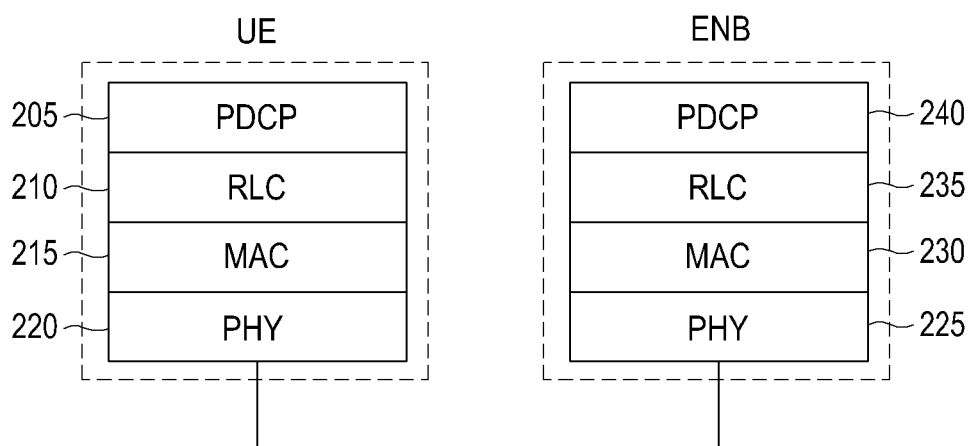 UE
ENB
205 PDCP
PDCP 240
210 RLC
RLC 235
215 MAC
MAC 230
220 PHY
PHY 225